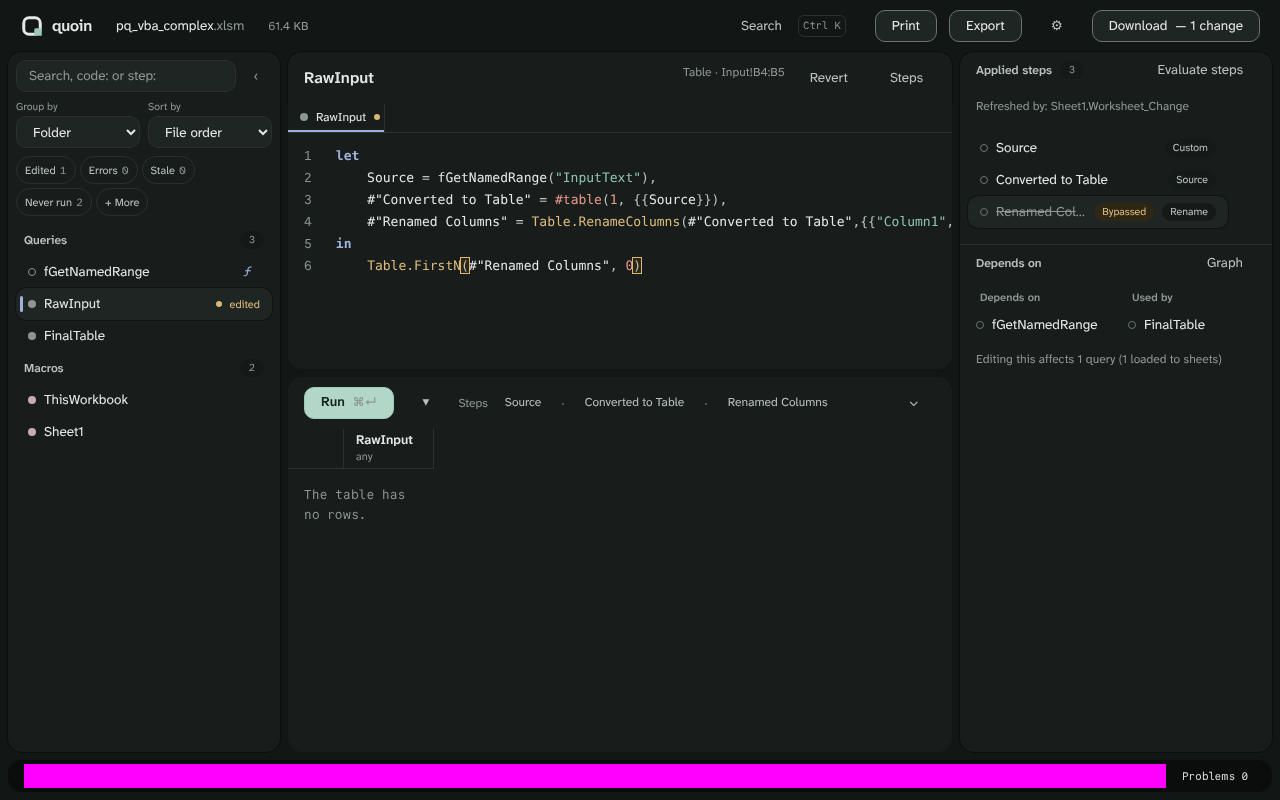 quoin
pq_vba_complex.xlsm
61.4 KB
Search
Ctrl K
Print
Export
Download — 1 change
Search, code: or step:
Group by
Sort by
Folder
File order
Edited 1
Errors 0
Stale 0
Never run 2
+ More
Queries
3
fGetNamedRange
ƒ
RawInput
edited
FinalTable
Macros
2
ThisWorkbook
Sheet1
RawInput
Table · Input!B4:B5
Revert
Steps
RawInput
1 let
2 Source = fGetNamedRange("InputText"),
3 #"Converted to Table" = #table(1, {{Source}}),
4 #"Renamed Columns" = Table.RenameColumns(#"Converted to Table",{{"Column1",
5 in
6 Table.FirstN(#"Renamed Columns", 0)
Run ⌘↵
▼
Steps
Source
·
Converted to Table
·
Renamed Columns
RawInput
any
The table has
no rows.
Applied steps
3
Evaluate steps
Refreshed by: Sheet1.Worksheet_Change
Source
Custom
Converted to Table
Source
Renamed Col...
Bypassed
Rename
Depends on
Graph
Depends on
Used by
fGetNamedRange
FinalTable
Editing this affects 1 query (1 loaded to sheets)
Problems 0